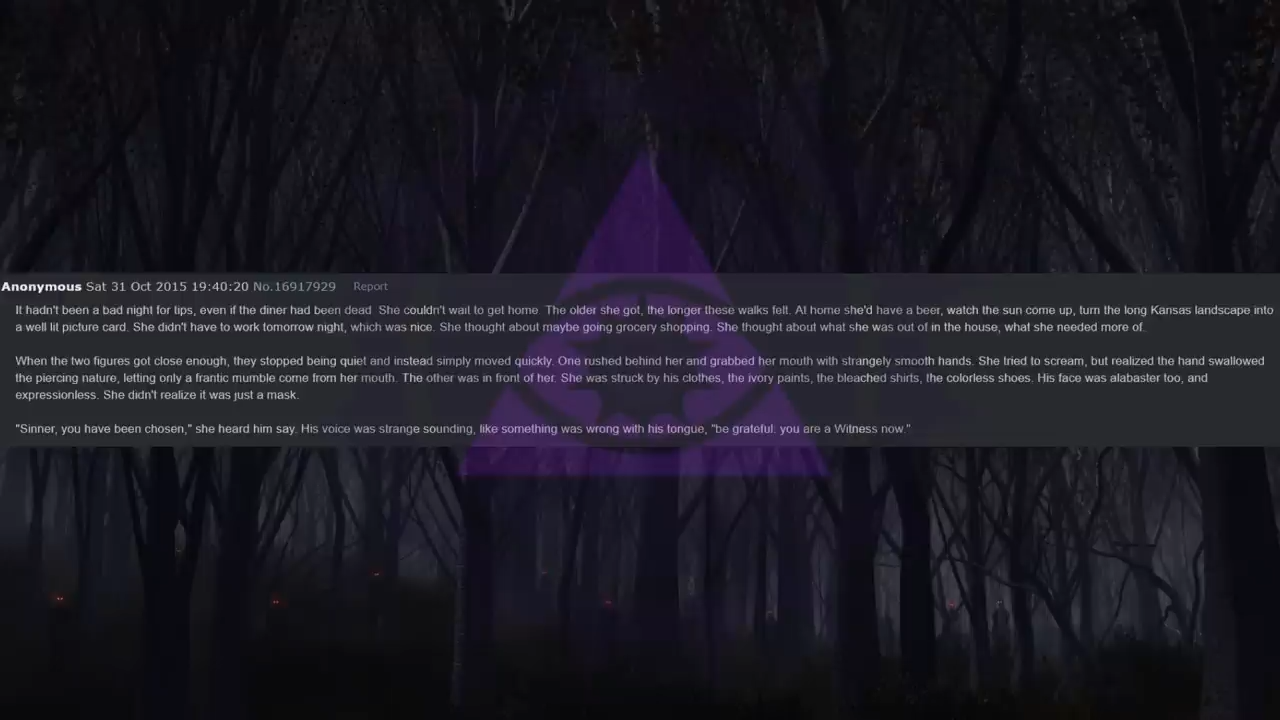 Anonymous Sat 31 Oct 2015 19:40:20 No.16917929 Report
It hadn't been a bad night for tips, even if the diner had been dead. She couldn't wait to get home. The older she got, the longer these walks felt. At home she'd have a beer, watch the sun come up, turn the long Kansas landscape into
a well lit picture card. She didn't have to work tomorrow night, which was nice. She thought about maybe going grocery shopping. She thought about what she was out of in the house, what she needed more of.
When the two figures got close enough, they stopped being quiet and instead simply moved quickly. One rushed behind her and grabbed her mouth with strangely smooth hands. She tried to scream, but realized the hand swallowed
the piercing nature, letting only a frantic mumble come from her mouth. The other was in front of her. She was struck by his clothes, the ivory paints, the bleached shirts, the colorless shoes. His face was alabaster too, and
expressionless. She didn't realize it was just a mask.
"Sinner, you have been chosen," she heard him say. His voice was strange sounding, like something was wrong with his tongue, "be grateful: you are a Witness now."